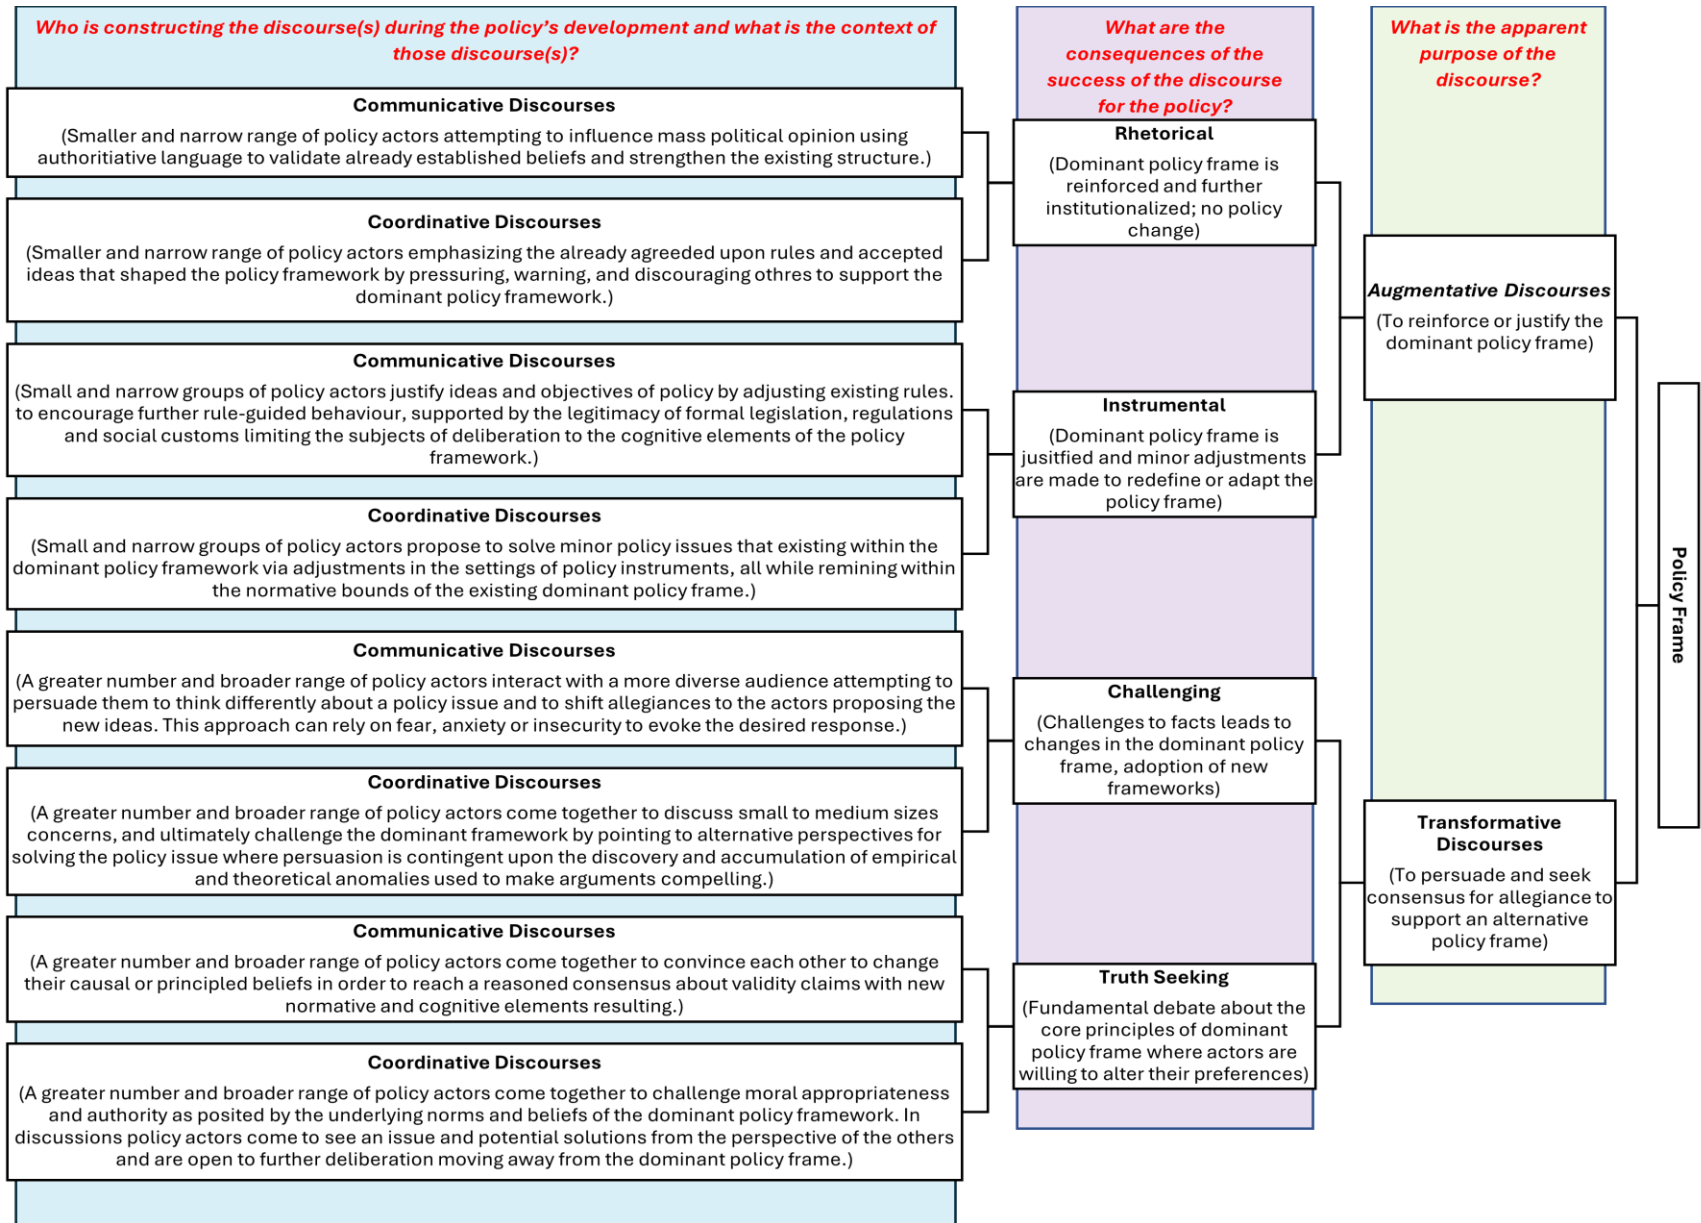 Who is constructing the discourse(s) during the policy's development and what is the context of
those discourse(s)?
Communicative Discourses
(Smaller and narrow range of policy actors attempting to influence mass political opinion using
authoritiative language to validate already established beliefs and strengthen the existing structure.)
Coordinative Discourses
(Smaller and narrow range of policy actors emphasizing the already agreeded upon rules and accepted
ideas that shaped the policy framework by pressuring, warning, and discouraging othres to support the
dominant policy framework.)
Communicative Discourses
(Small and narrow groups of policy actors justify ideas and objectives of policy by adjusting existing rules.
to encourage further rule-guided behaviour, supported by the legitimacy of formal legislation, regulations
and social customs limiting the subjects of deliberation to the cognitive elements of the policy
framework.)
Coordinative Discourses
(Small and narrow groups of policy actors propose to solve minor policy issues that existing within the
dominant policy framework via adjustments in the settings of policy instruments, all while remining within
the normative bounds of the existing dominant policy frame.)
Communicative Discourses
(A greater number and broader range of policy actors interact with a more diverse audience attempting to
persuade them to think differently about a policy issue and to shift allegiances to the actors proposing the
new ideas. This approach can rely on fear, anxiety or insecurity to evoke the desired response.)
Coordinative Discourses
(A greater number and broader range of policy actors come together to discuss small to medium sizes
concerns, and ultimately challenge the dominant framework by pointing to alternative perspectives for
solving the policy issue where persuasion is contingent upon the discovery and accumulation of empirical
and theoretical anomalies used to make arguments compelling.)
Communicative Discourses
(A greater number and broader range of policy actors come together to convince each other to change
their causal or principled beliefs in order to reach a reasoned consensus about validity claims with new
normative and cognitive elements resulting.)
Coordinative Discourses
(A greater number and broader range of policy actors come together to challenge moral appropriateness
and authority as posited by the underlying norms and beliefs of the dominant policy framework. In
discussions policy actors come to see an issue and potential solutions from the perspective of the others
and are open to further deliberation moving away from the dominant policy frame.)
What are the
consequences of the
success of the discourse
for the policy?
Rhetorical
(Dominant policy frame is
reinforced and further
institutionalized; no policy
change)
Instrumental
(Dominant policy frame is
jusitfied and minor adjustments
are made to redefine or adapt the
policy frame)
Challenging
(Challenges to facts leads to
changes in the dominant policy
frame, adoption of new
frameworks)
Truth Seeking
(Fundamental debate about the
core principles of dominant
policy frame where actors are
willing to alter their preferences)
What is the apparent
purpose of the
discourse?
Augmentative Discourses
(To reinforce or justify the
dominant policy frame)
Transformative
Discourses
(To persuade and seek
consensus for allegiance to
support an alternative
policy frame)
Policy Frame